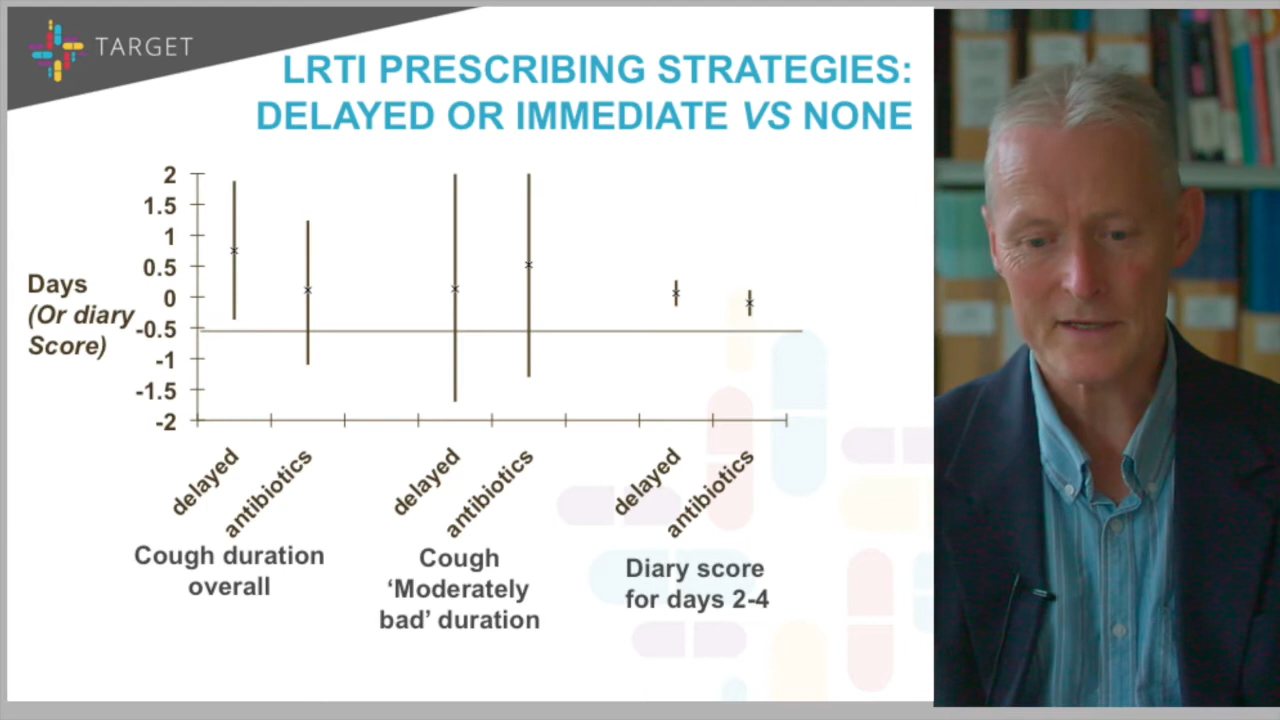 TARGET
LRTI PRESCRIBING STRATEGIES:
DELAYED OR IMMEDIATE VS NONE
2
1.5
1
0.5
0
-0.5
-1
-1.5
-2
Days
(Or diary
Score)
delayed
antibiotics
delayed
antibiotics
delayed
antibiotics
Cough duration
overall
Cough
‘Moderately
bad’ duration
Diary score
for days 2-4